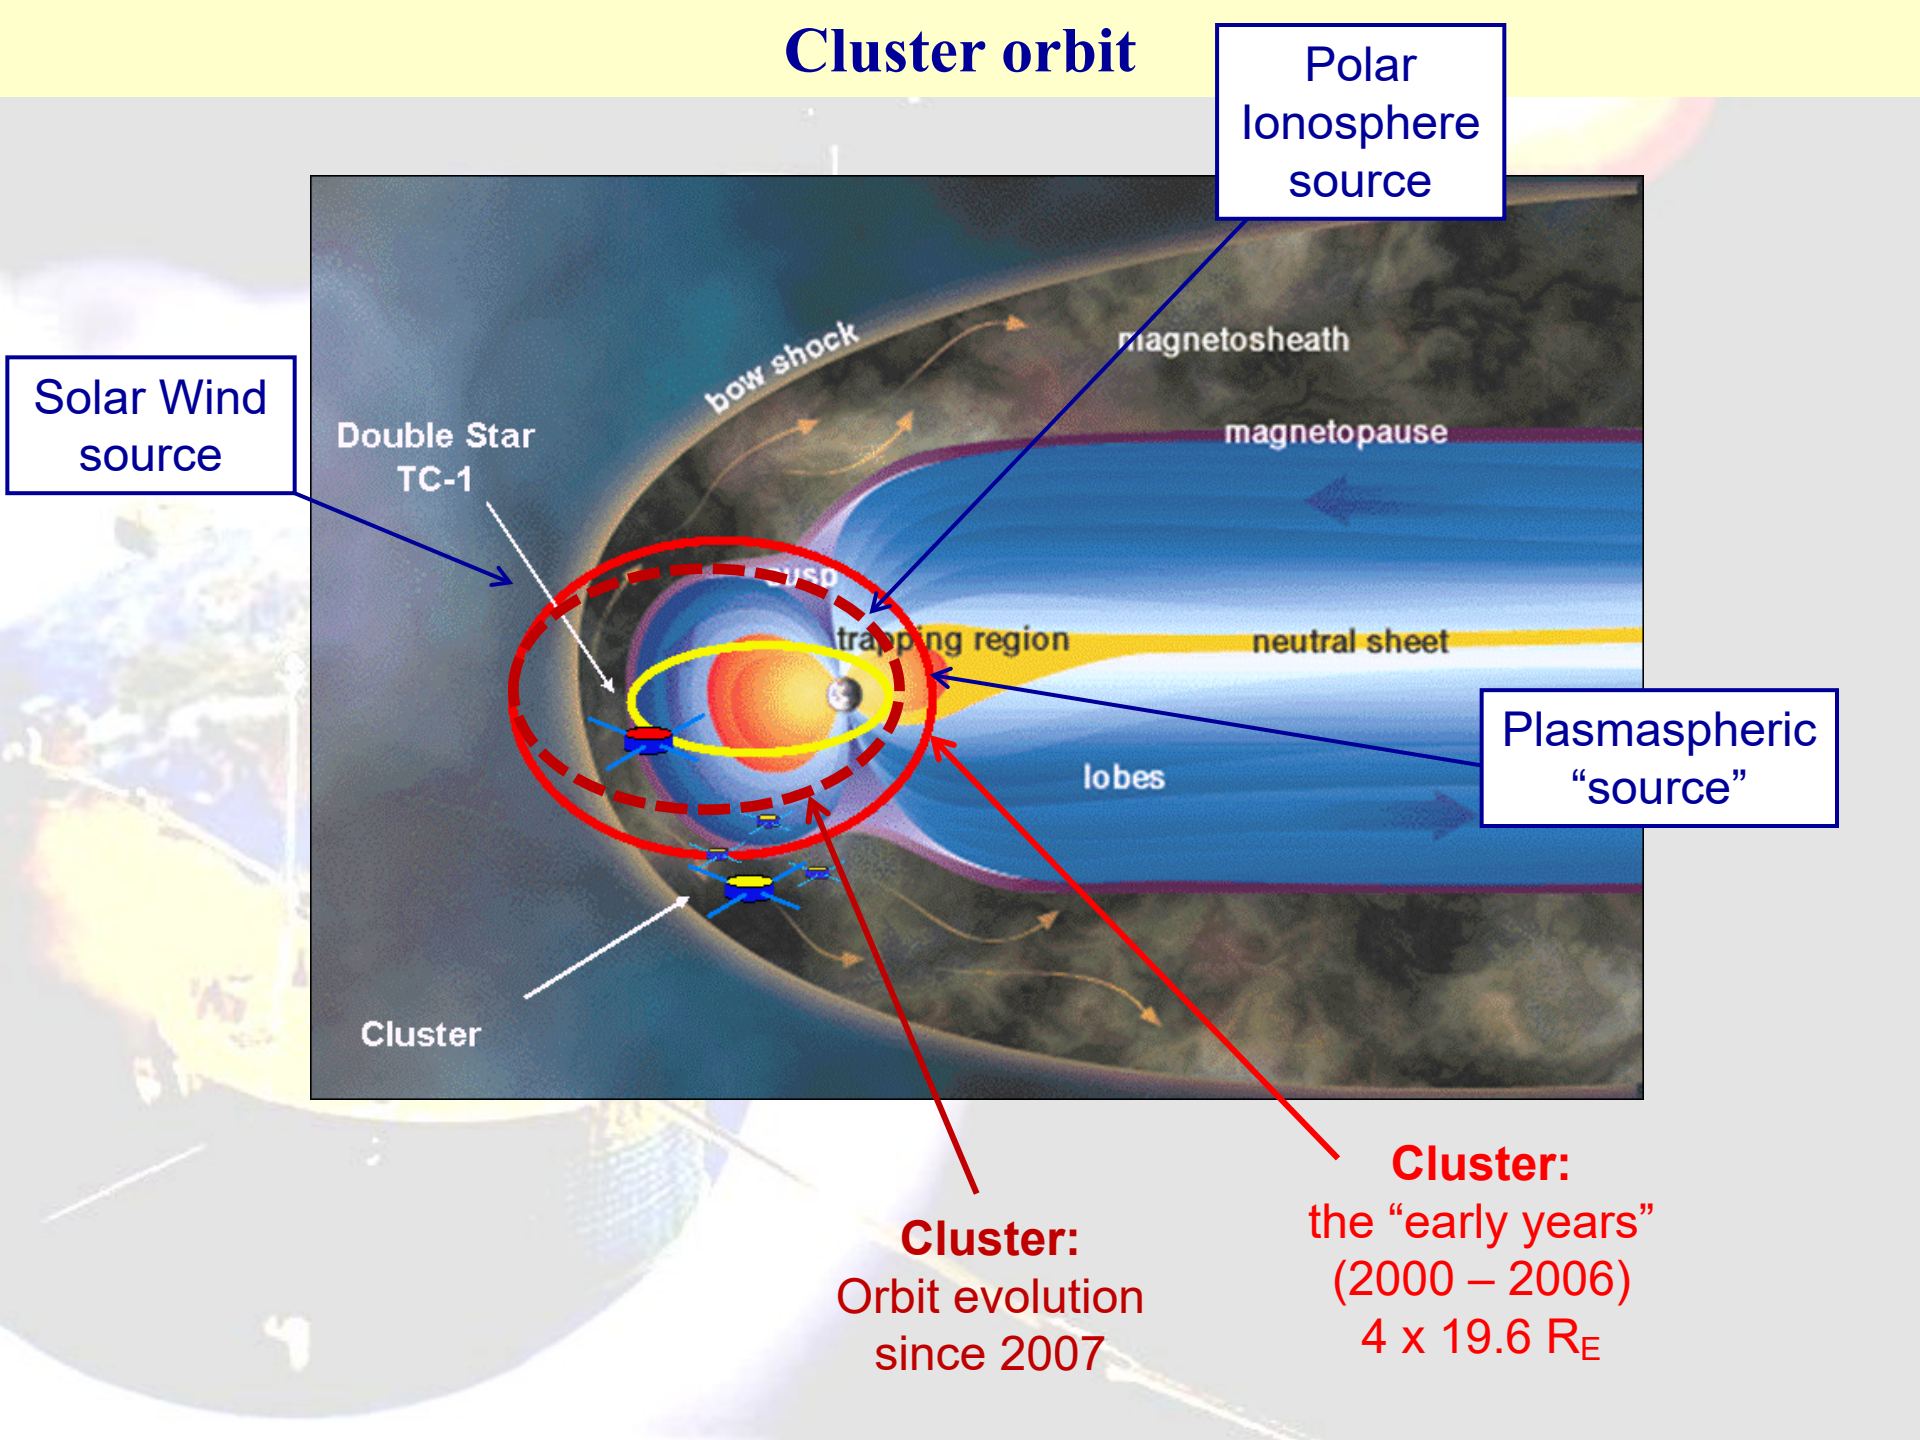 Cluster orbit
Polar
Ionosphere
source
Solar Wind
source
bow shock
magnetosheath
Double Star
TC-1
magnetopause
cusp
trapping region
neutral sheet
Plasmaspheric
“source”
lobes
Cluster
Cluster:
the “early years”
(2000 – 2006)
4 x 19.6 RE
Cluster:
Orbit evolution
since 2007